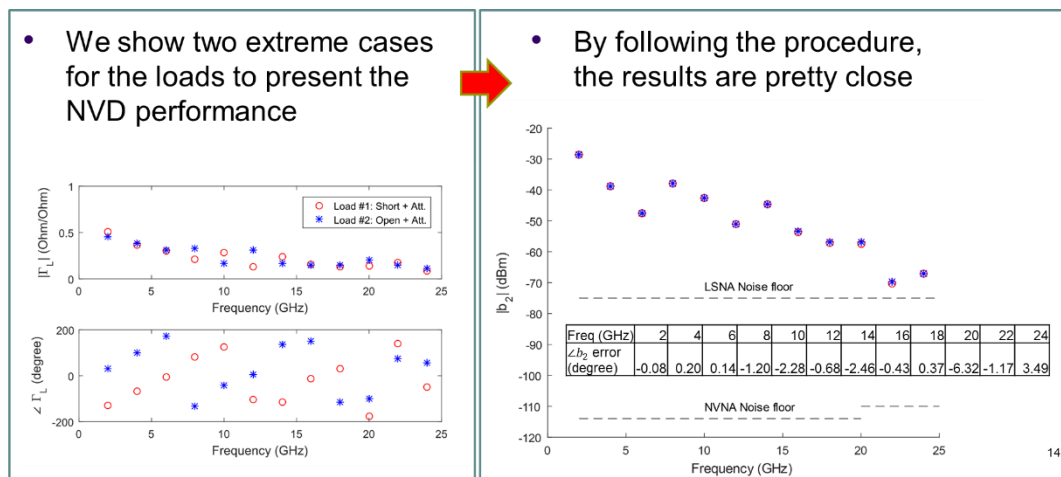 • We show two extreme cases
for the loads to present the
NVD performance
1
0.5
0
|Γ_L| (Ohm/Ohm)
Load #1: Short + Att.
Load #2: Open + Att.
0 5 10 15 20 25
Frequency (GHz)
200
0
-200
∠ Γ_L (degree)
0 5 10 15 20 25
Frequency (GHz)
• By following the procedure,
the results are pretty close
-20
-30
-40
-50
-60
-70
-80
-90
-100
-110
-120
|b_2| (dBm)
LSNA Noise floor
Freq (GHz) 2 4 6 8 10 12 14 16 18 20 22 24
∠b_2 error
(degree) -0.08 0.20 0.14 -1.20 -2.28 -0.68 -2.46 -0.43 0.37 -6.32 -1.17 3.49
NVNA Noise floor
0 5 10 15 20 25
Frequency (GHz)
14